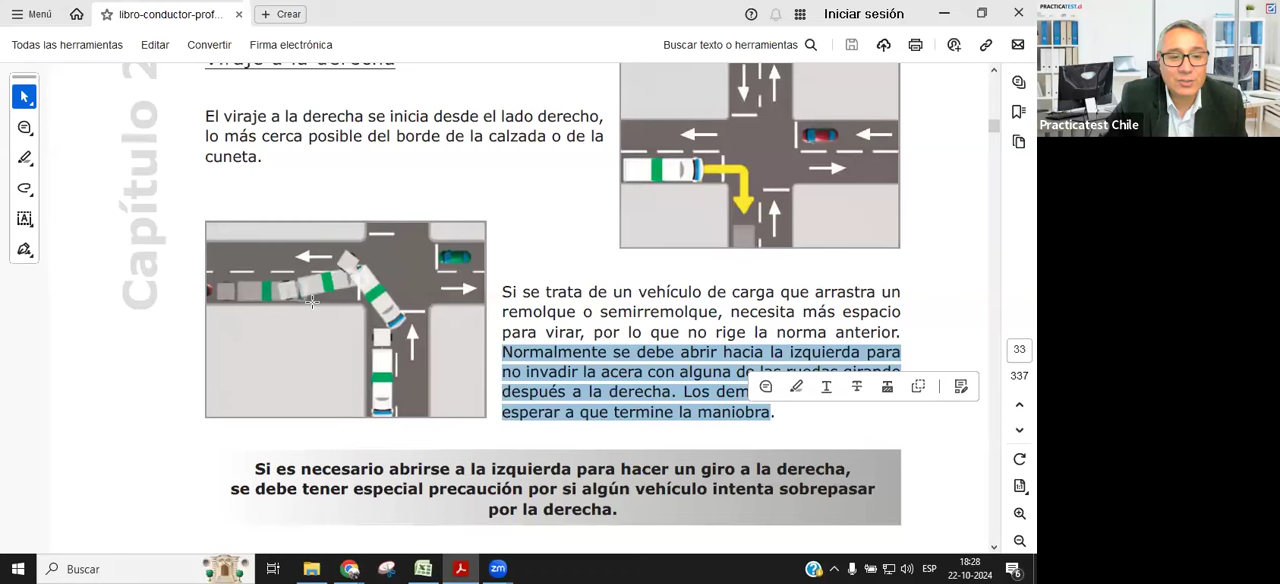 Menú
libro-conductor-prof...
Crear
Iniciar sesión
Todas las herramientas
Editar
Convertir
Firma electrónica
Buscar texto o herramientas
Capítulo 2
Viraje a la derecha
El viraje a la derecha se inicia desde el lado derecho,
lo más cerca posible del borde de la calzada o de la
cuneta.
Si se trata de un vehículo de carga que arrastra un
remolque o semirremolque, necesita más espacio
para virar, por lo que no rige la norma anterior.
Normalmente se debe abrir hacia la izquierda para
no invadir la acera con alguna de las ruedas girando
después a la derecha. Los dem
esperar a que termine la maniobra.
Si es necesario abrirse a la izquierda para hacer un giro a la derecha,
se debe tener especial precaución por si algún vehículo intenta sobrepasar
por la derecha.
33
337
PRACTICATEST.cl
Practicatest Chile
Buscar
zm
ESP
18:28
22-10-2024
6